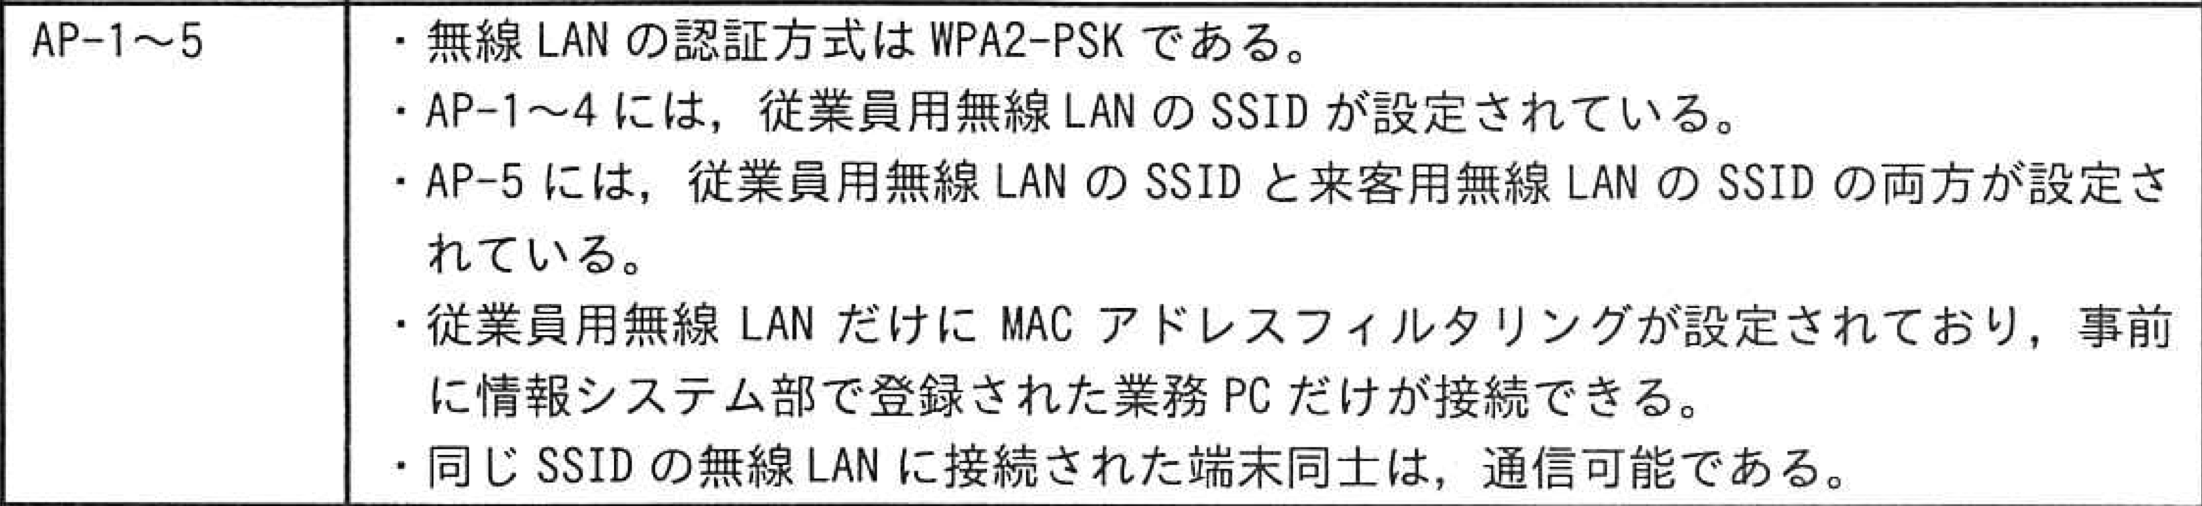 AP-1～5
・無線 LAN の認証方式は WPA2-PSK である。
・AP-1～4 には，従業員用無線 LAN の SSID が設定されている。
・AP-5 には，従業員用無線 LAN の SSID と来客用無線 LAN の SSID の両方が設定さ
れている。
・従業員用無線 LAN だけに MAC アドレスフィルタリングが設定されており，事前
に情報システム部で登録された業務 PC だけが接続できる。
・同じ SSID の無線 LAN に接続された端末同士は，通信可能である。